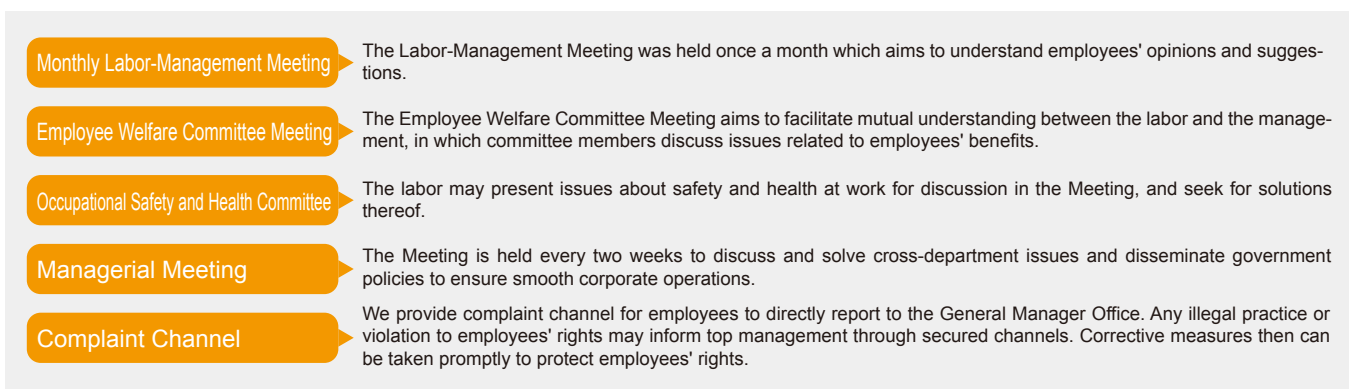 Monthly Labor-Management Meeting
The Labor-Management Meeting was held once a month which aims to understand employees' opinions and sugges-
tions.
Employee Welfare Committee Meeting
The Employee Welfare Committee Meeting aims to facilitate mutual understanding between the labor and the manage-
ment, in which committee members discuss issues related to employees' benefits.
Occupational Safety and Health Committee
The labor may present issues about safety and health at work for discussion in the Meeting, and seek for solutions
thereof.
Managerial Meeting
The Meeting is held every two weeks to discuss and solve cross-department issues and disseminate government
policies to ensure smooth corporate operations.
Complaint Channel
We provide complaint channel for employees to directly report to the General Manager Office. Any illegal practice or
violation to employees' rights may inform top management through secured channels. Corrective measures then can
be taken promptly to protect employees' rights.